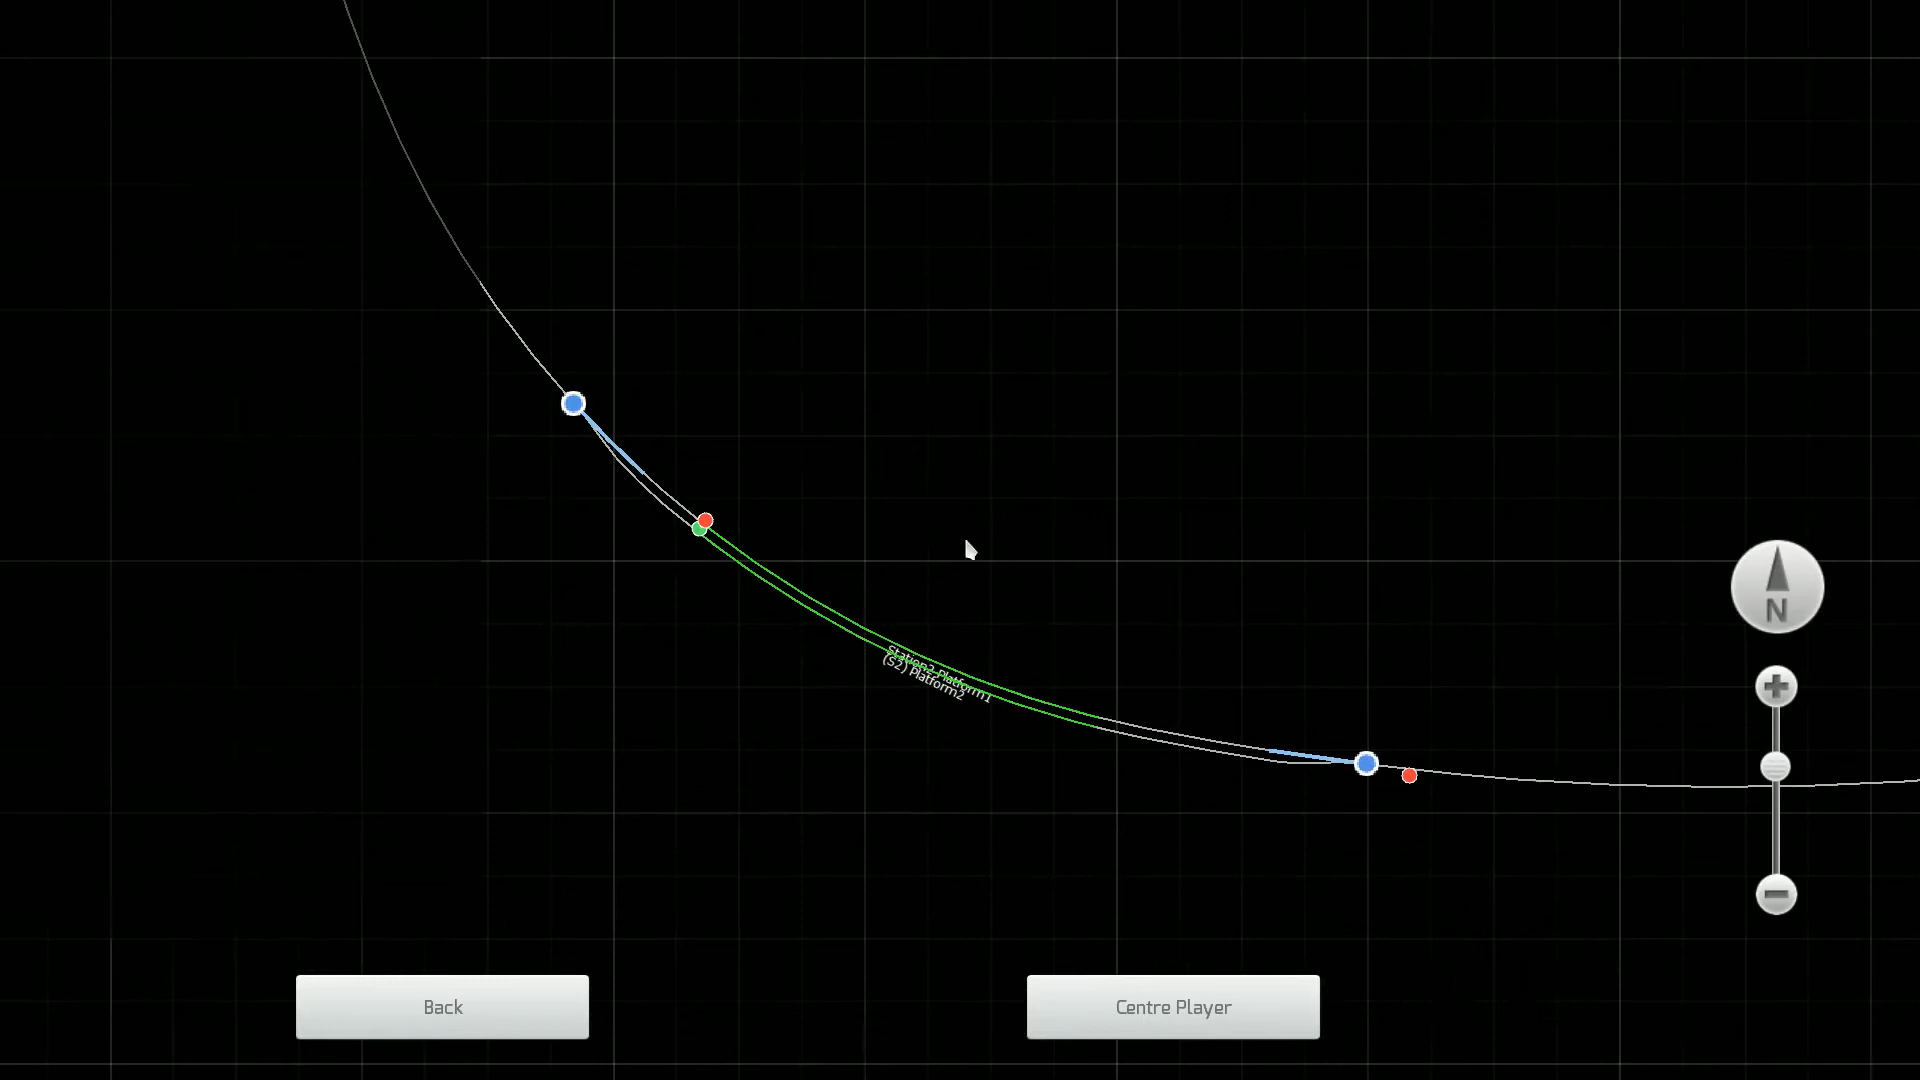 Station2 Platform1
(S2) Platform2
N
Back
Centre Player